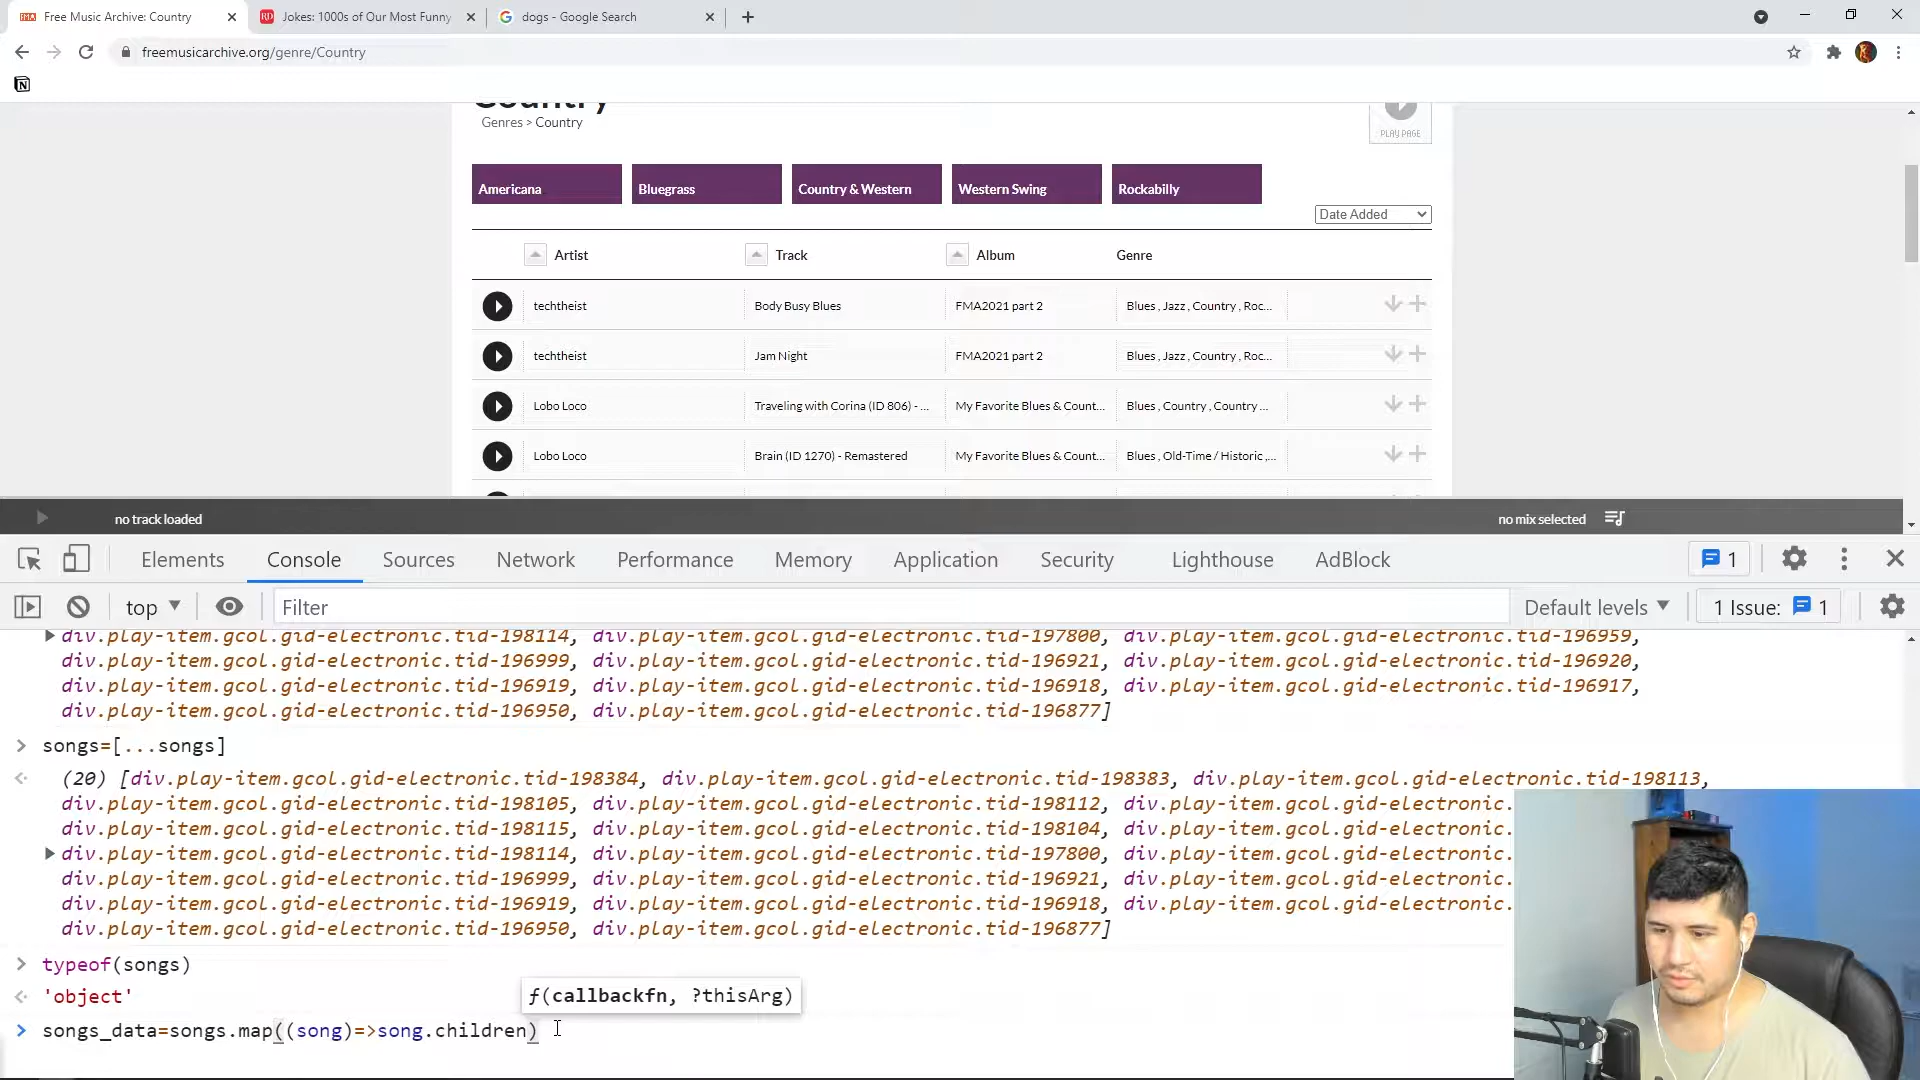 Free Music Archive: Country
Jokes: 1000s of Our Most Funny
dogs - Google Search
freemusicarchive.org/genre/Country
Country
Genres > Country
PLAY PAGE
Americana
Bluegrass
Country & Western
Western Swing
Rockabilly
Date Added
Artist Track Album Genre
techtheist Body Busy Blues FMA2021 part 2 Blues , Jazz , Country , Roc...
techtheist Jam Night FMA2021 part 2 Blues , Jazz , Country , Roc...
Lobo Loco Traveling with Corina (ID 806) - ... My Favorite Blues & Count... Blues , Country , Country ...
Lobo Loco Brain (ID 1270) - Remastered My Favorite Blues & Count... Blues , Old-Time / Historic ,...
no track loaded no mix selected
Elements Console Sources Network Performance Memory Application Security Lighthouse AdBlock 1
top Filter Default levels 1 Issue: 1
div.play-item.gcol.gid-electronic.tid-198114, div.play-item.gcol.gid-electronic.tid-197800, div.play-item.gcol.gid-electronic.tid-196959,
div.play-item.gcol.gid-electronic.tid-196999, div.play-item.gcol.gid-electronic.tid-196921, div.play-item.gcol.gid-electronic.tid-196920,
div.play-item.gcol.gid-electronic.tid-196919, div.play-item.gcol.gid-electronic.tid-196918, div.play-item.gcol.gid-electronic.tid-196917,
div.play-item.gcol.gid-electronic.tid-196950, div.play-item.gcol.gid-electronic.tid-196877]
> songs=[...songs]
(20) [div.play-item.gcol.gid-electronic.tid-198384, div.play-item.gcol.gid-electronic.tid-198383, div.play-item.gcol.gid-electronic.tid-198113,
div.play-item.gcol.gid-electronic.tid-198105, div.play-item.gcol.gid-electronic.tid-198112, div.play-item.gcol.gid-electronic.
div.play-item.gcol.gid-electronic.tid-198115, div.play-item.gcol.gid-electronic.tid-198104, div.play-item.gcol.gid-electronic.
div.play-item.gcol.gid-electronic.tid-198114, div.play-item.gcol.gid-electronic.tid-197800, div.play-item.gcol.gid-electronic.
div.play-item.gcol.gid-electronic.tid-196999, div.play-item.gcol.gid-electronic.tid-196921, div.play-item.gcol.gid-electronic.
div.play-item.gcol.gid-electronic.tid-196919, div.play-item.gcol.gid-electronic.tid-196918, div.play-item.gcol.gid-electronic.
div.play-item.gcol.gid-electronic.tid-196950, div.play-item.gcol.gid-electronic.tid-196877]
> typeof(songs)
'object'
ƒ(callbackfn, ?thisArg)
> songs_data=songs.map((song)=>song.children)